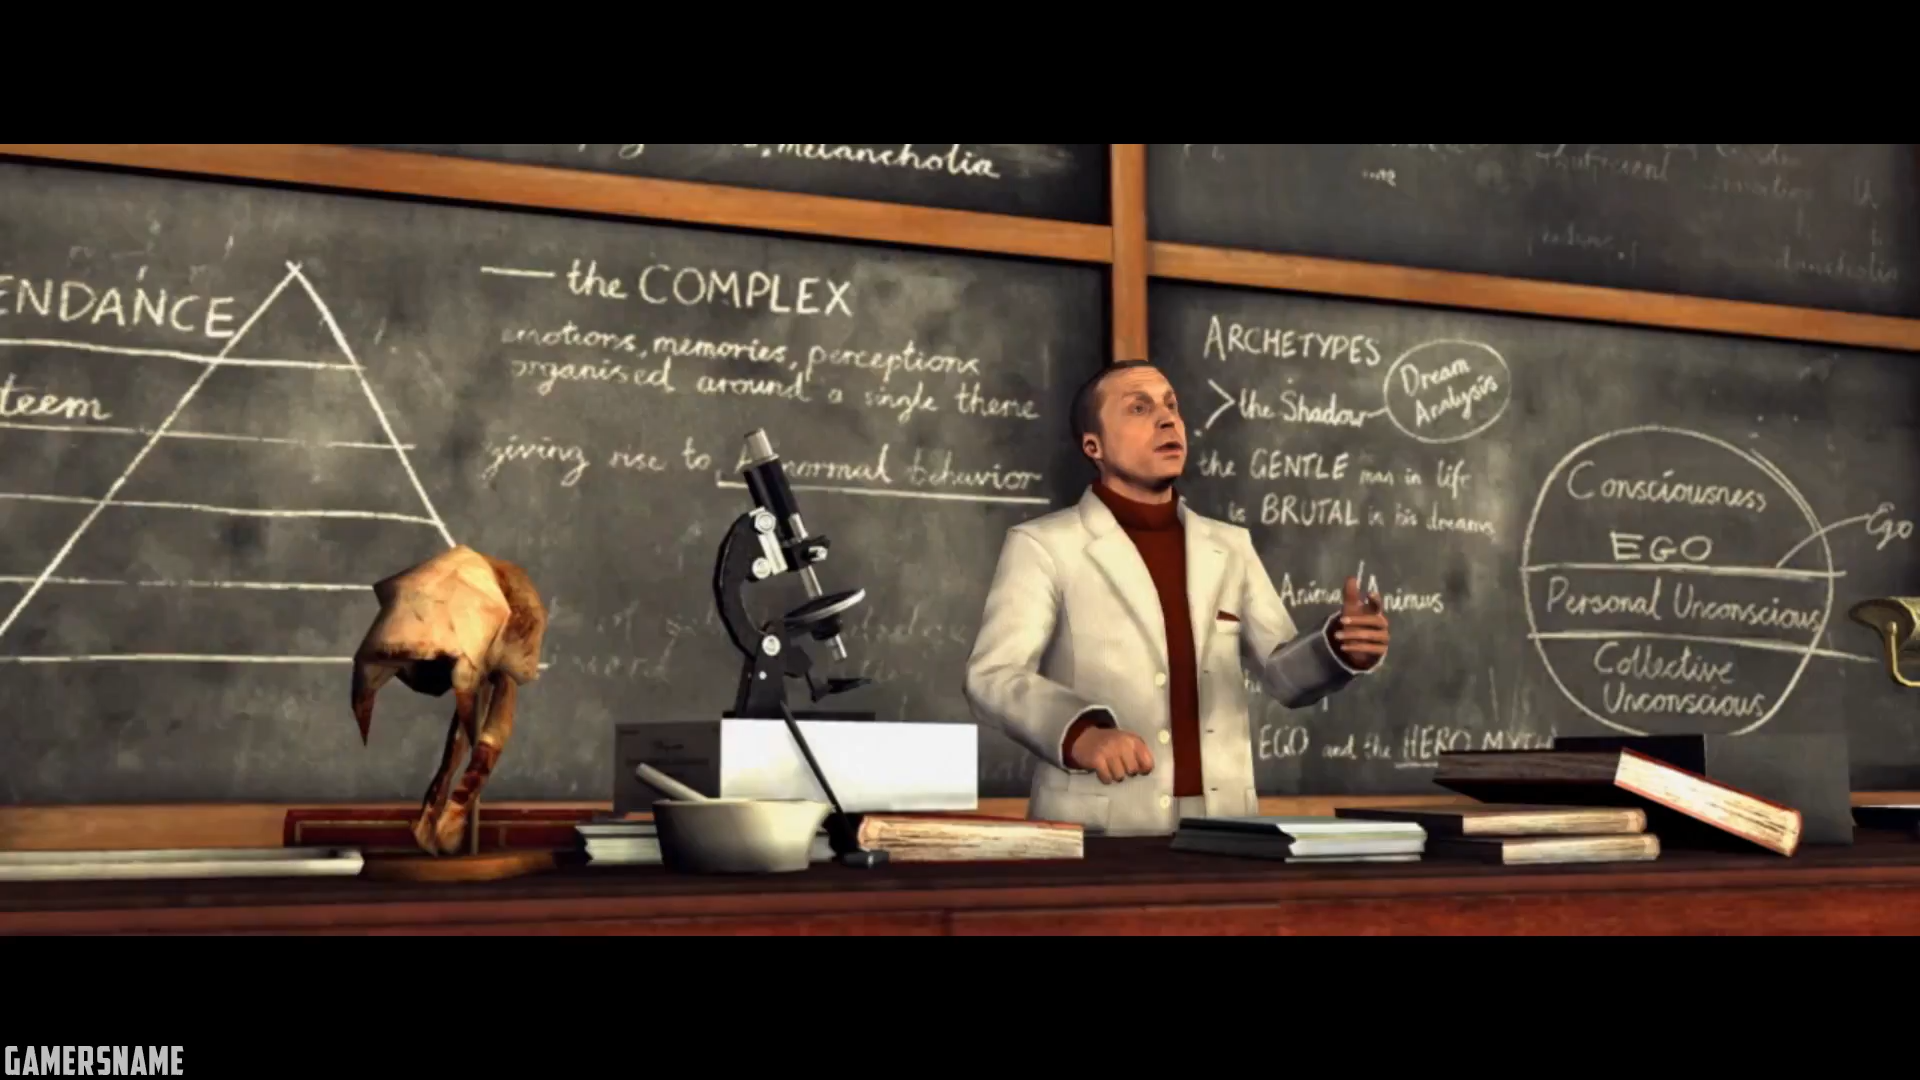 melancholia
ENDANCE
teem
the COMPLEX
emotions, memories, perceptions
organised around a single theme
giving rise to abnormal behavior
ARCHETYPES
the Shadow
Dream
Analysis
the GENTLE man in life
is BRUTAL in his dreams
Anima/Animus
EGO and the HERO MYTH
Consciousness
EGO
Ego
Personal Unconscious
Collective
Unconscious
GAMERSNAME